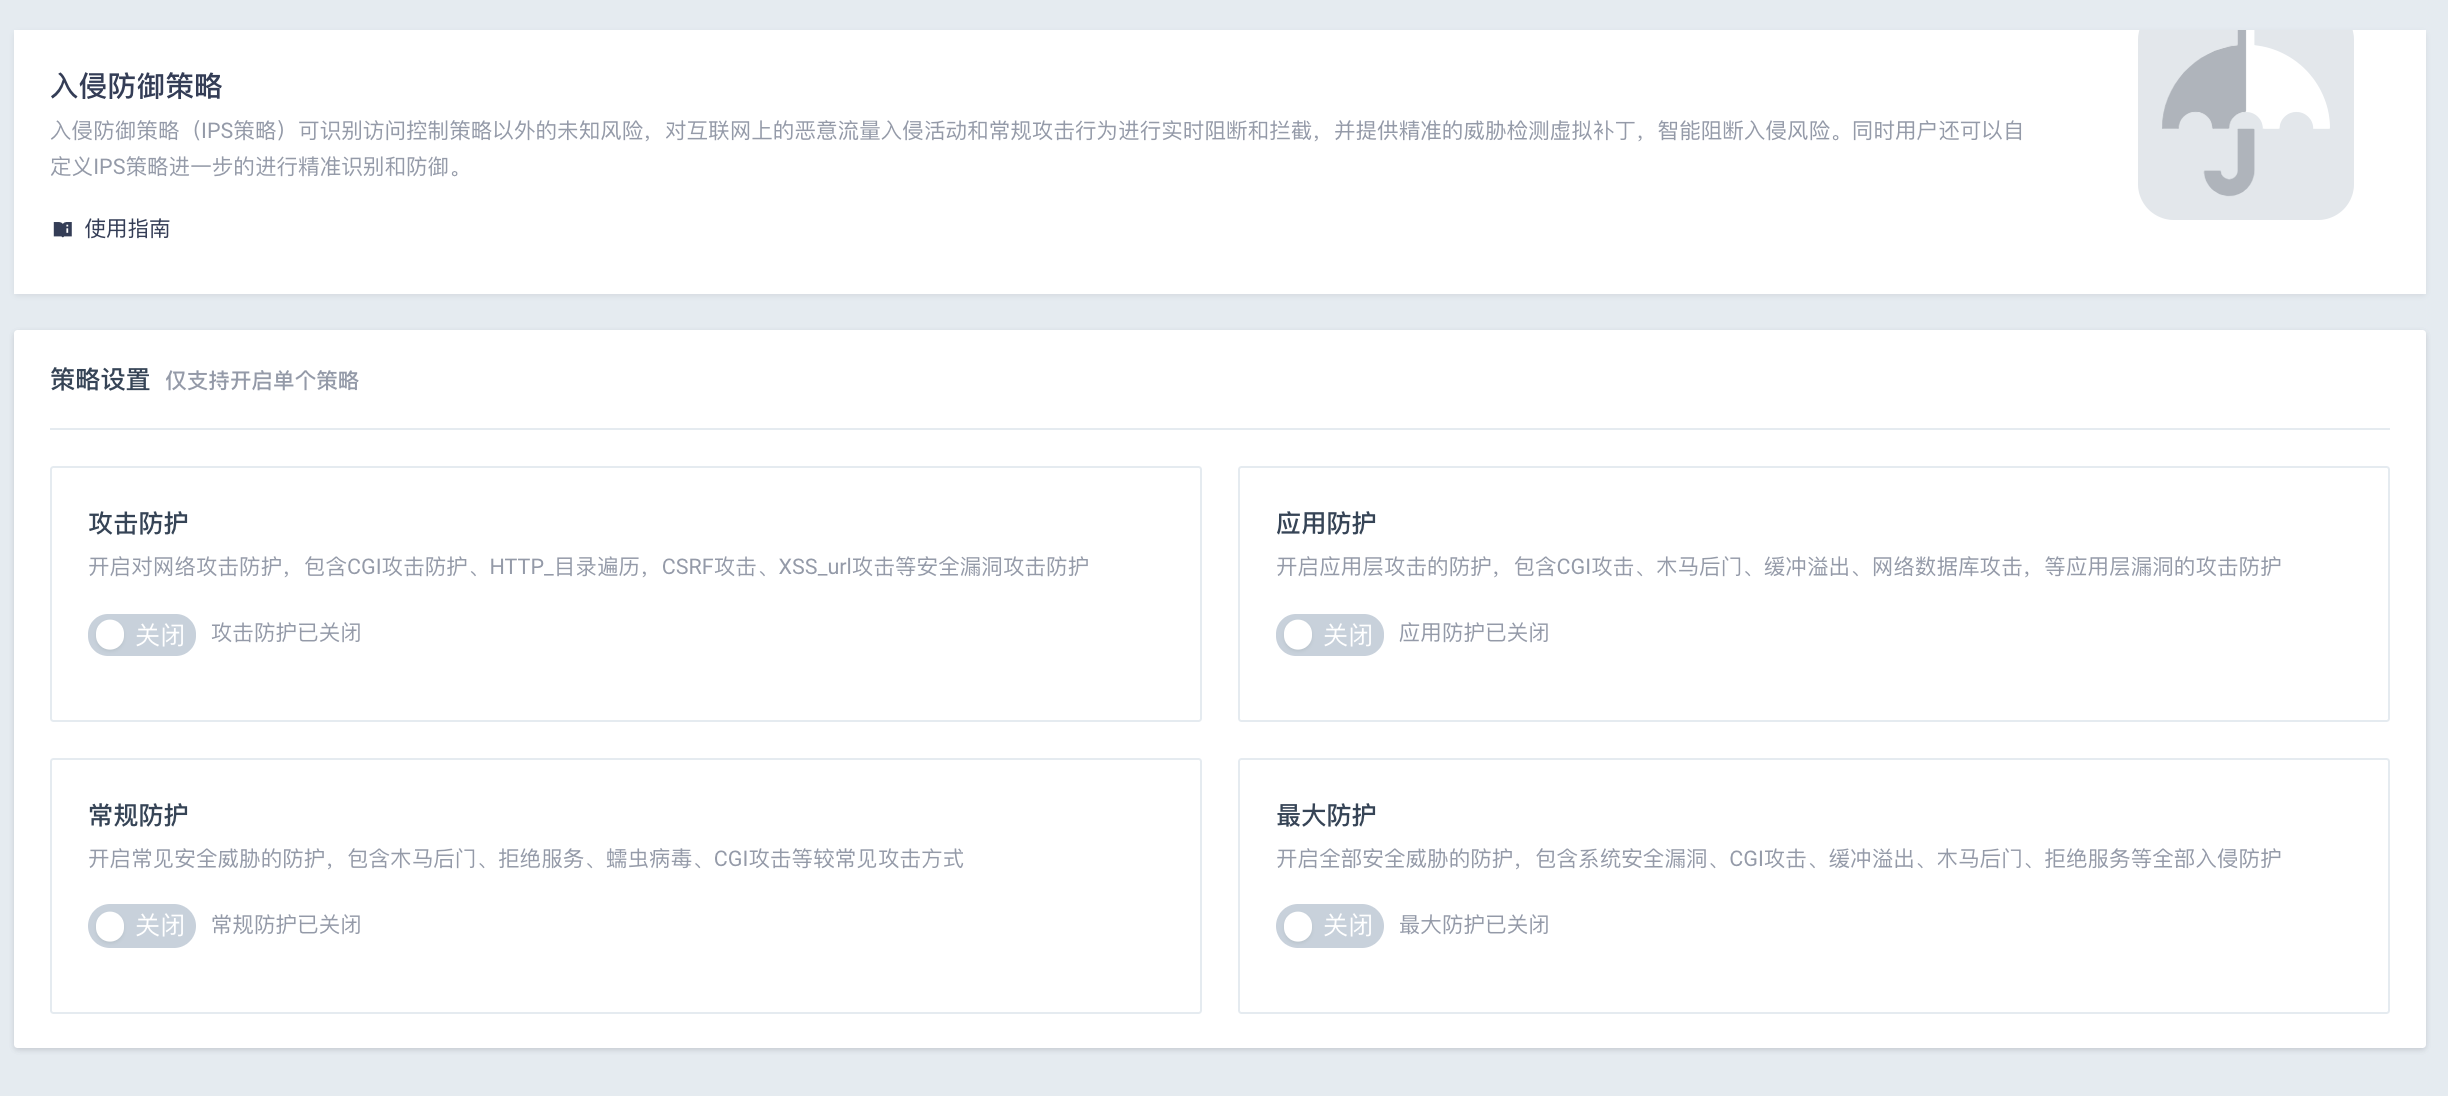 入侵防御策略
入侵防御策略（IPS策略）可识别访问控制策略以外的未知风险，对互联网上的恶意流量入侵活动和常规攻击行为进行实时阻断和拦截，并提供精准的威胁检测虚拟补丁，智能阻断入侵风险。同时用户还可以自
定义IPS策略进一步的进行精准识别和防御。
使用指南
策略设置 仅支持开启单个策略
攻击防护
开启对网络攻击防护，包含CGI攻击防护、HTTP_目录遍历，CSRF攻击、XSS_url攻击等安全漏洞攻击防护
关闭 攻击防护已关闭
应用防护
开启应用层攻击的防护，包含CGI攻击、木马后门、缓冲溢出、网络数据库攻击，等应用层漏洞的攻击防护
关闭 应用防护已关闭
常规防护
开启常见安全威胁的防护，包含木马后门、拒绝服务、蠕虫病毒、CGI攻击等较常见攻击方式
关闭 常规防护已关闭
最大防护
开启全部安全威胁的防护，包含系统安全漏洞、CGI攻击、缓冲溢出、木马后门、拒绝服务等全部入侵防护
关闭 最大防护已关闭